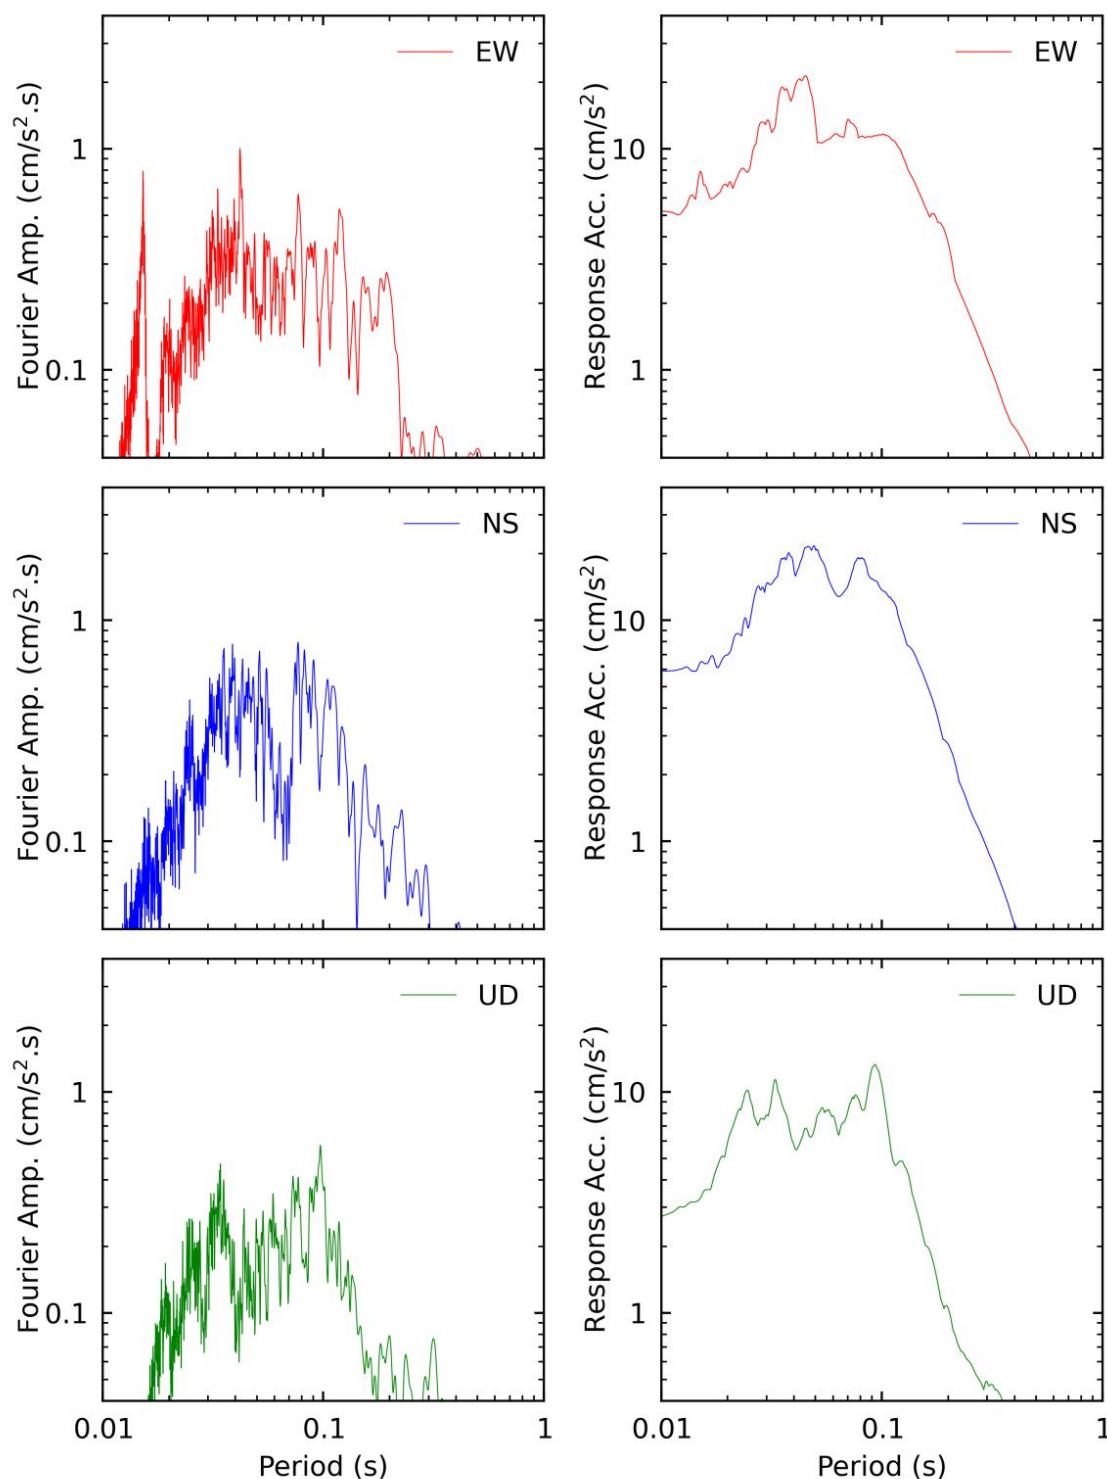 EW
Fourier Amp. (cm/s².s)
1
0.1
EW
Response Acc. (cm/s²)
10
1
NS
Fourier Amp. (cm/s².s)
1
0.1
NS
Response Acc. (cm/s²)
10
1
UD
Fourier Amp. (cm/s².s)
1
0.1
0.01 0.1 1
Period (s)
UD
Response Acc. (cm/s²)
10
1
0.01 0.1 1
Period (s)